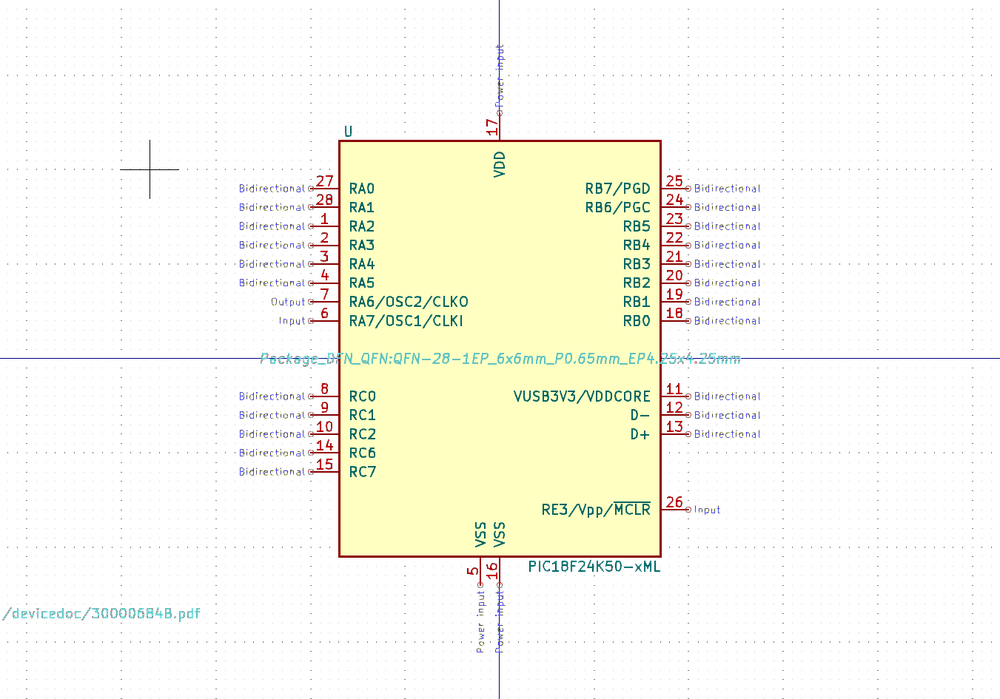 Power input
17
U
VDD
Bidirectional 27 RA0 RB7/PGD 25 Bidirectional
Bidirectional 28 RA1 RB6/PGC 24 Bidirectional
Bidirectional 1 RA2 RB5 23 Bidirectional
Bidirectional 2 RA3 RB4 22 Bidirectional
Bidirectional 3 RA4 RB3 21 Bidirectional
Bidirectional 4 RA5 RB2 20 Bidirectional
Output 7 RA6/OSC2/CLKO RB1 19 Bidirectional
Input 6 RA7/OSC1/CLKI RB0 18 Bidirectional
Package_DFN_QFN:QFN-28-1EP_6x6mm_P0.65mm_EP4.25x4.25mm
Bidirectional 8 RC0 VUSB3V3/VDDCORE 11 Bidirectional
Bidirectional 9 RC1 D- 12 Bidirectional
Bidirectional 10 RC2 D+ 13 Bidirectional
Bidirectional 14 RC6
Bidirectional 15 RC7
RE3/Vpp/MCLR 26 Input
VSS VSS
5 16
PIC18F24K50-xML
Power input Power input
/devicedoc/30000684B.pdf